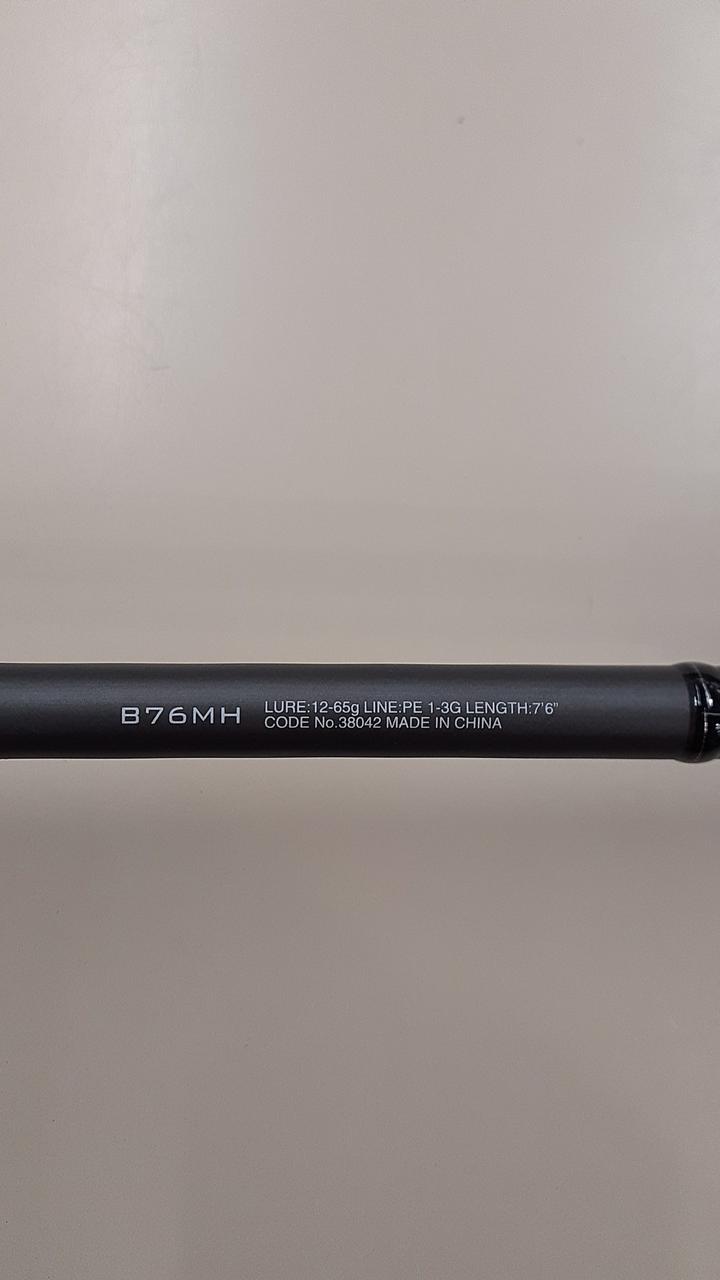 B76MH
LURE:12-65g LINE:PE 1-3G LENGTH:7'6"
CODE No.38042 MADE IN CHINA